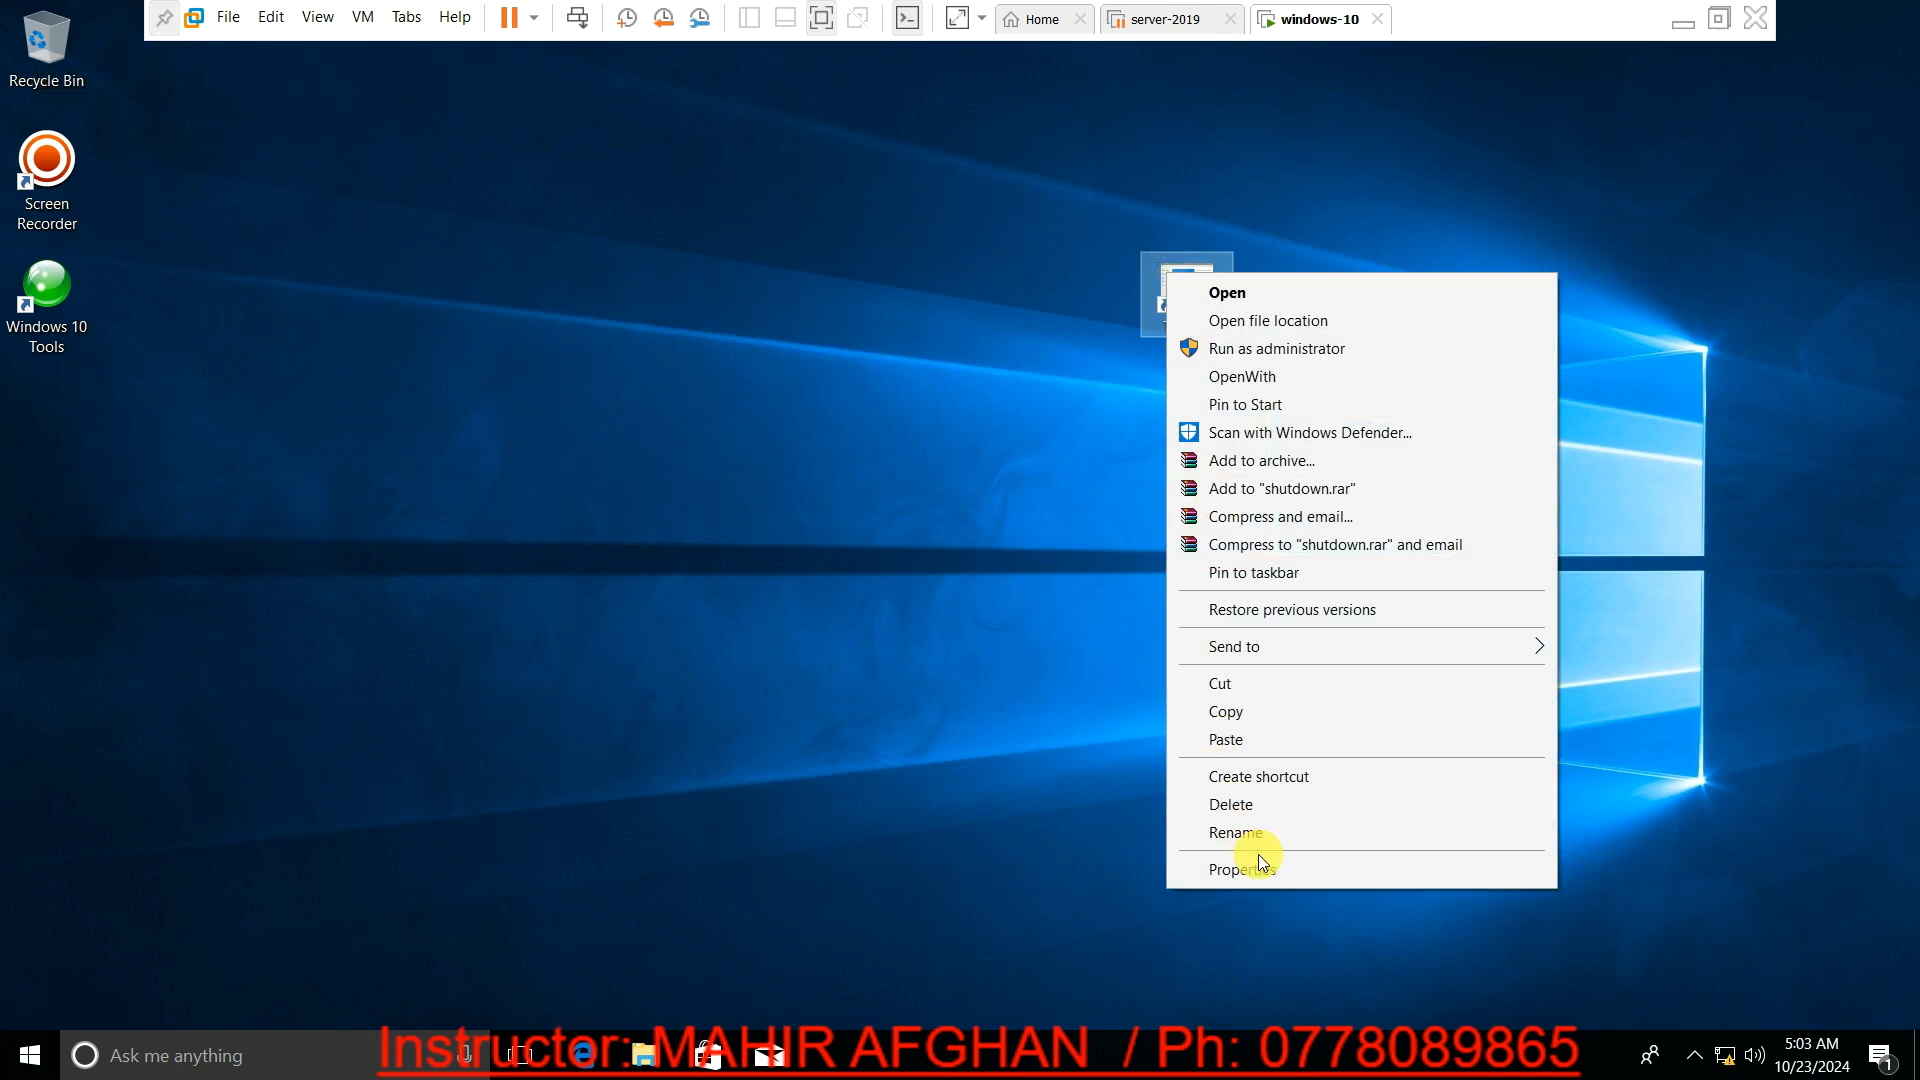 File Edit View VM Tabs Help
Home
server-2019
windows-10
Recycle Bin
Screen
Recorder
Windows 10
Tools
Open
Open file location
Run as administrator
OpenWith
Pin to Start
Scan with Windows Defender...
Add to archive...
Add to "shutdown.rar"
Compress and email...
Compress to "shutdown.rar" and email
Pin to taskbar
Restore previous versions
Send to
Cut
Copy
Paste
Create shortcut
Delete
Rename
Properties
Ask me anything
Instructor: MAHIR AFGHAN / Ph: 0778089865
5:03 AM
10/23/2024
1